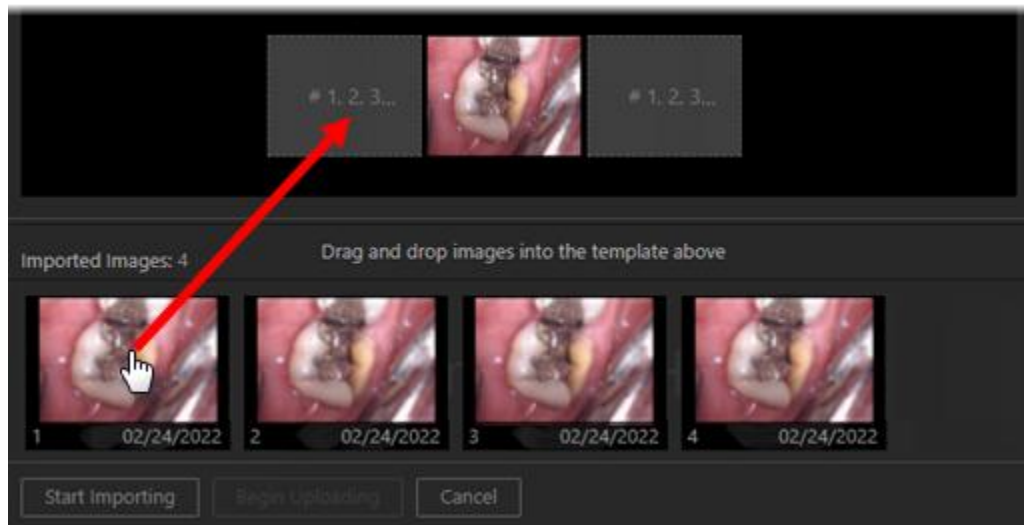 # 1, 2, 3...
# 1, 2, 3...
Imported Images: 4
Drag and drop images into the template above
1 02/24/2022
2 02/24/2022
3 02/24/2022
4 02/24/2022
Start Importing
Begin Uploading
Cancel